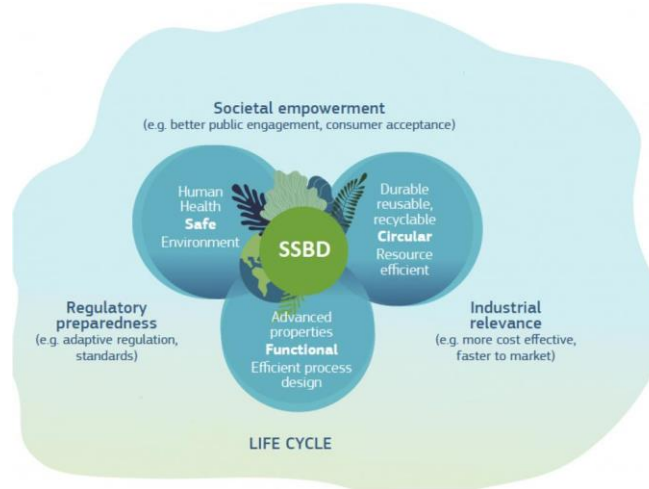 Societal empowerment
(e.g. better public engagement, consumer acceptance)
Human
Health
Safe
Environment
SSBD
Durable
reusable,
recyclable
Circular
Resource
efficient
Regulatory
preparedness
(e.g. adaptive regulation,
standards)
Advanced
properties
Functional
Efficient process
design
Industrial
relevance
(e.g. more cost effective,
faster to market)
LIFE CYCLE